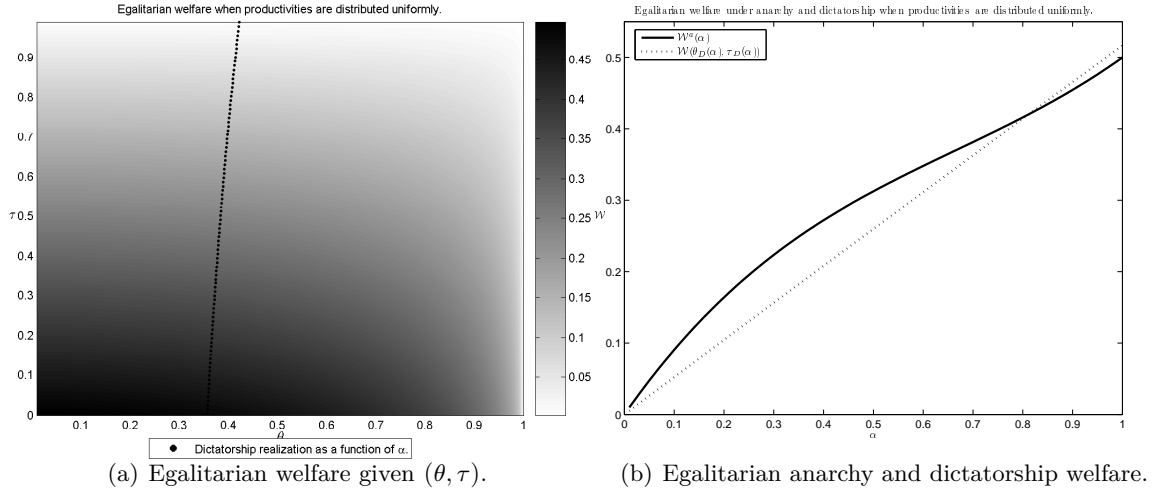 Egalitarian welfare when productivities are distributed uniformly.
0.9
0.8
0.7
0.6
τ 0.5
0.4
0.3
0.2
0.1
0
0.1 0.2 0.3 0.4 0.5 0.6 0.7 0.8 0.9 1
θ
0.45
0.4
0.35
0.3
0.25
0.2
0.15
0.1
0.05
Dictatorship realization as a function of α.
(a) Egalitarian welfare given (θ, τ).
Egalitarian welfare under anarchy and dictatorship when productivities are distributed uniformly.
𝒲ᵃ(α)
𝒲(θ_D(α), τ_D(α))
0.5
0.4
0.3
𝒲
0.2
0.1
0
0 0.1 0.2 0.3 0.4 0.5 0.6 0.7 0.8 0.9 1
α
(b) Egalitarian anarchy and dictatorship welfare.